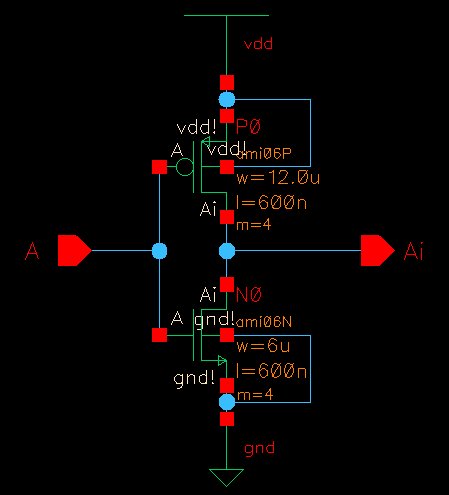 vdd
vdd!
P0
A
vdd!
ami06P
w=12.0u
l=600n
Ai
m=4
A
Ai
Ai
N0
A
gnd!
ami06N
w=6u
l=600n
gnd!
m=4
gnd